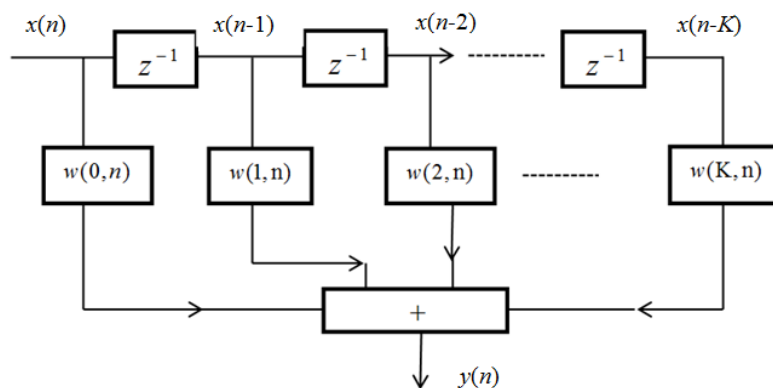 x(n) x(n-1) x(n-2) x(n-K)
z⁻¹ z⁻¹ z⁻¹
w(0,n) w(1,n) w(2,n) w(K,n)
+
y(n)